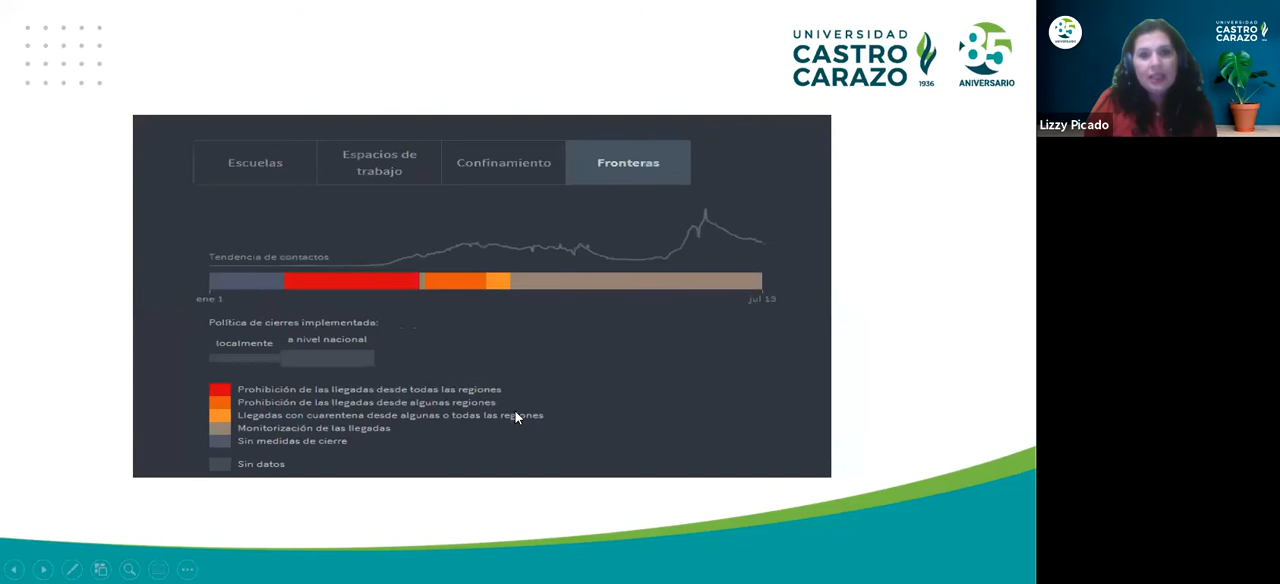 UNIVERSIDAD
CASTRO
CARAZO
1936
85
ANIVERSARIO
Escuelas
Espacios de
trabajo
Confinamiento
Fronteras
Tendencia de contactos
ene 1
jul 13
Política de cierres implementada:
localmente
a nivel nacional
Prohibición de las llegadas desde todas las regiones
Prohibición de las llegadas desde algunas regiones
Llegadas con cuarentena desde algunas o todas las regiones
Monitorización de las llegadas
Sin medidas de cierre
Sin datos
85
UNIVERSIDAD
CASTRO
CARAZO
Lizzy Picado